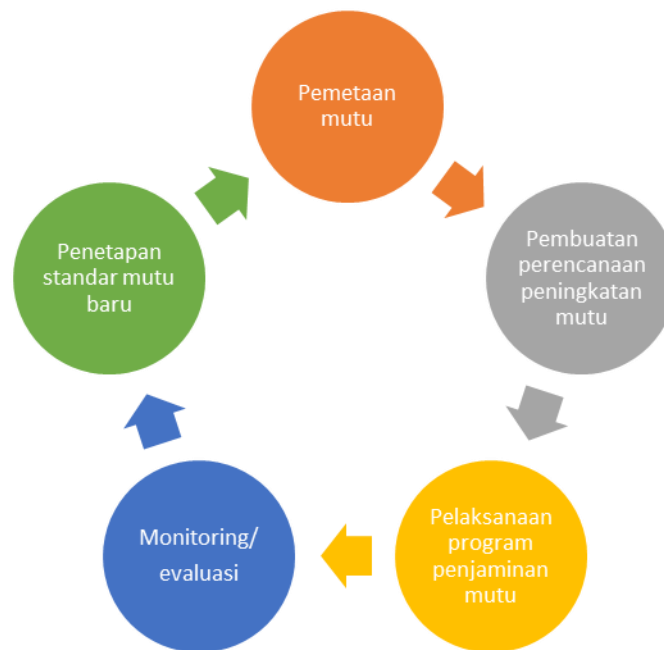 Pemetaan
mutu
Pembuatan
perencanaan
peningkatan
mutu
Pelaksanaan
program
penjaminan
mutu
Monitoring/
evaluasi
Penetapan
standar mutu
baru